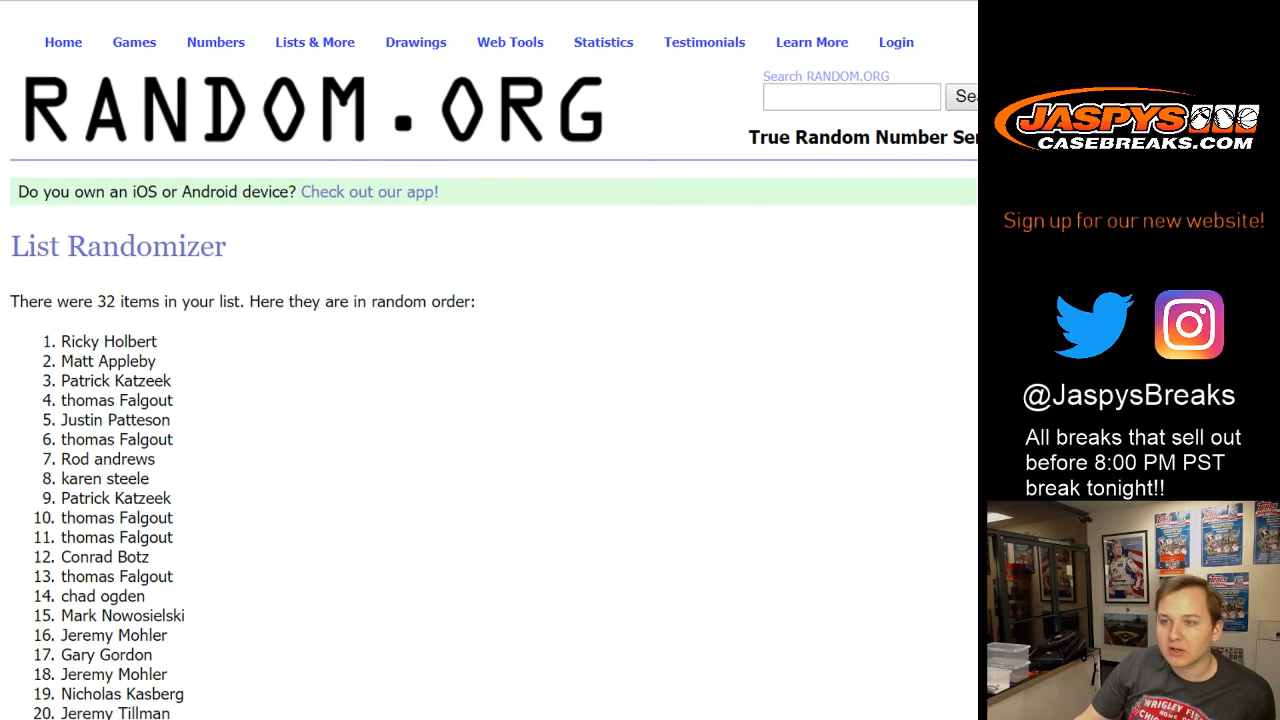 Home Games Numbers Lists & More Drawings Web Tools Statistics Testimonials Learn More Login
RANDOM.ORG
Search RANDOM.ORG
True Random Number Ser
Do you own an iOS or Android device? Check out our app!
List Randomizer
There were 32 items in your list. Here they are in random order:
1. Ricky Holbert
2. Matt Appleby
3. Patrick Katzeek
4. thomas Falgout
5. Justin Patteson
6. thomas Falgout
7. Rod andrews
8. karen steele
9. Patrick Katzeek
10. thomas Falgout
11. thomas Falgout
12. Conrad Botz
13. thomas Falgout
14. chad ogden
15. Mark Nowosielski
16. Jeremy Mohler
17. Gary Gordon
18. Jeremy Mohler
19. Nicholas Kasberg
20. Jeremy Tillman
JASPYS
CASEBREAKS.COM
Sign up for our new website!
@JaspysBreaks
All breaks that sell out
before 8:00 PM PST
break tonight!!
WRIGLEY FI